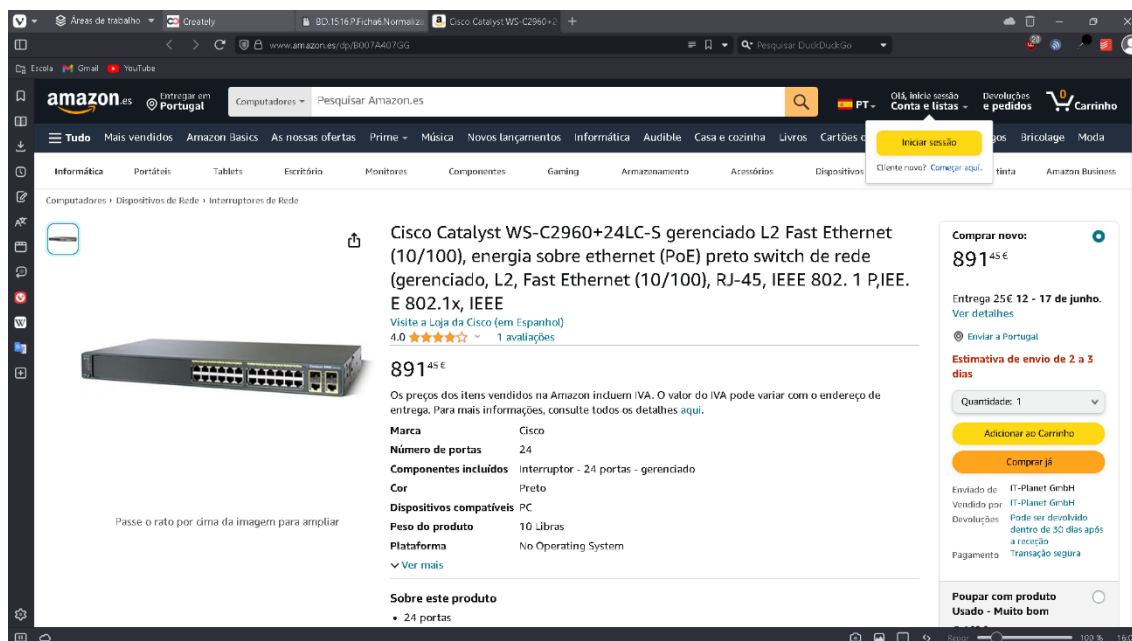 Áreas de trabalho
Creately
BD.1516.P.Ficha6.Normaliza
Cisco Catalyst WS-C2960+2
www.amazon.es/dp/B007A407GG
Pesquisar DuckDuckGo
20
Escola
Gmail
YouTube
amazon.es
Entregar em
Portugal
Computadores
Pesquisar Amazon.es
PT
Olá, inicie sessão
Conta e listas
Devoluções
e pedidos
0
Carrinho
Tudo Mais vendidos Amazon Basics As nossas ofertas Prime Música Novos lançamentos Informática Audible Casa e cozinha Livros Cartões
Bricolage Moda
Iniciar sessão
Cliente novo? Começar aqui.
Informática Portáteis Tablets Escritório Monitores Componentes Gaming Armazenamento Acessórios Dispositivos tinta Amazon Business
Computadores › Dispositivos de Rede › Interruptores de Rede
Cisco Catalyst WS-C2960+24LC-S gerenciado L2 Fast Ethernet
(10/100), energia sobre ethernet (PoE) preto switch de rede
(gerenciado, L2, Fast Ethernet (10/100), RJ-45, IEEE 802. 1 P,IEE.
E 802.1x, IEEE
Visite a Loja da Cisco (em Espanhol)
4.0
1 avaliações
891 45 €
Os preços dos itens vendidos na Amazon incluem IVA. O valor do IVA pode variar com o endereço de
entrega. Para mais informações, consulte todos os detalhes aqui.
Marca Cisco
Número de portas 24
Componentes incluídos Interruptor - 24 portas - gerenciado
Cor Preto
Dispositivos compatíveis PC
Peso do produto 10 Libras
Plataforma No Operating System
Ver mais
Sobre este produto
• 24 portas
Passe o rato por cima da imagem para ampliar
Comprar novo:
891 45 €
Entrega 25€ 12 - 17 de junho.
Ver detalhes
Enviar a Portugal
Estimativa de envio de 2 a 3
dias
Quantidade: 1
Adicionar ao Carrinho
Comprar já
Enviado de IT-Planet GmbH
Vendido por IT-Planet GmbH
Devoluções Pode ser devolvido
dentro de 30 dias após
a receção
Pagamento Transação segura
Poupar com produto
Usado - Muito bom
Repor
100 %